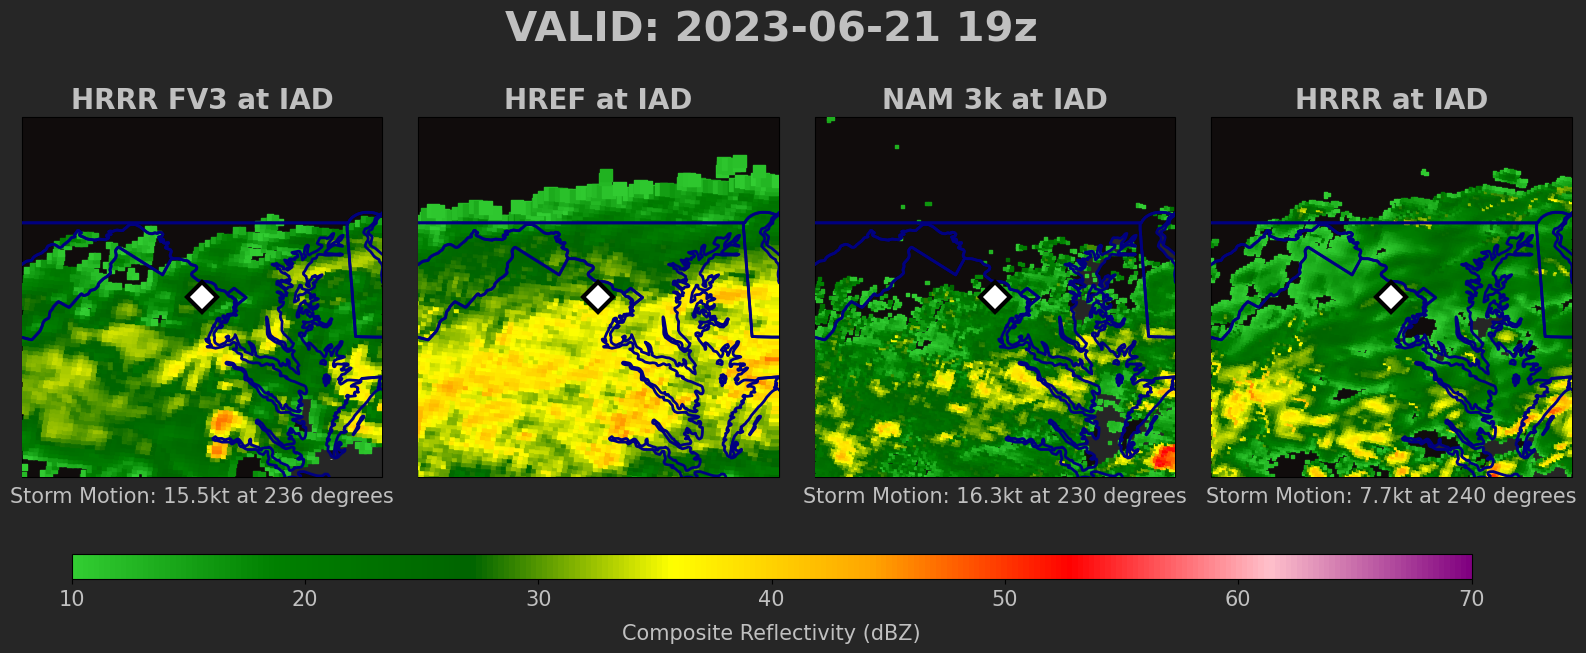 VALID: 2023-06-21 19z
HRRR FV3 at IAD
HREF at IAD
NAM 3k at IAD
HRRR at IAD
Storm Motion: 15.5kt at 236 degrees
Storm Motion: 16.3kt at 230 degrees
Storm Motion: 7.7kt at 240 degrees
10 20 30 40 50 60 70
Composite Reflectivity (dBZ)